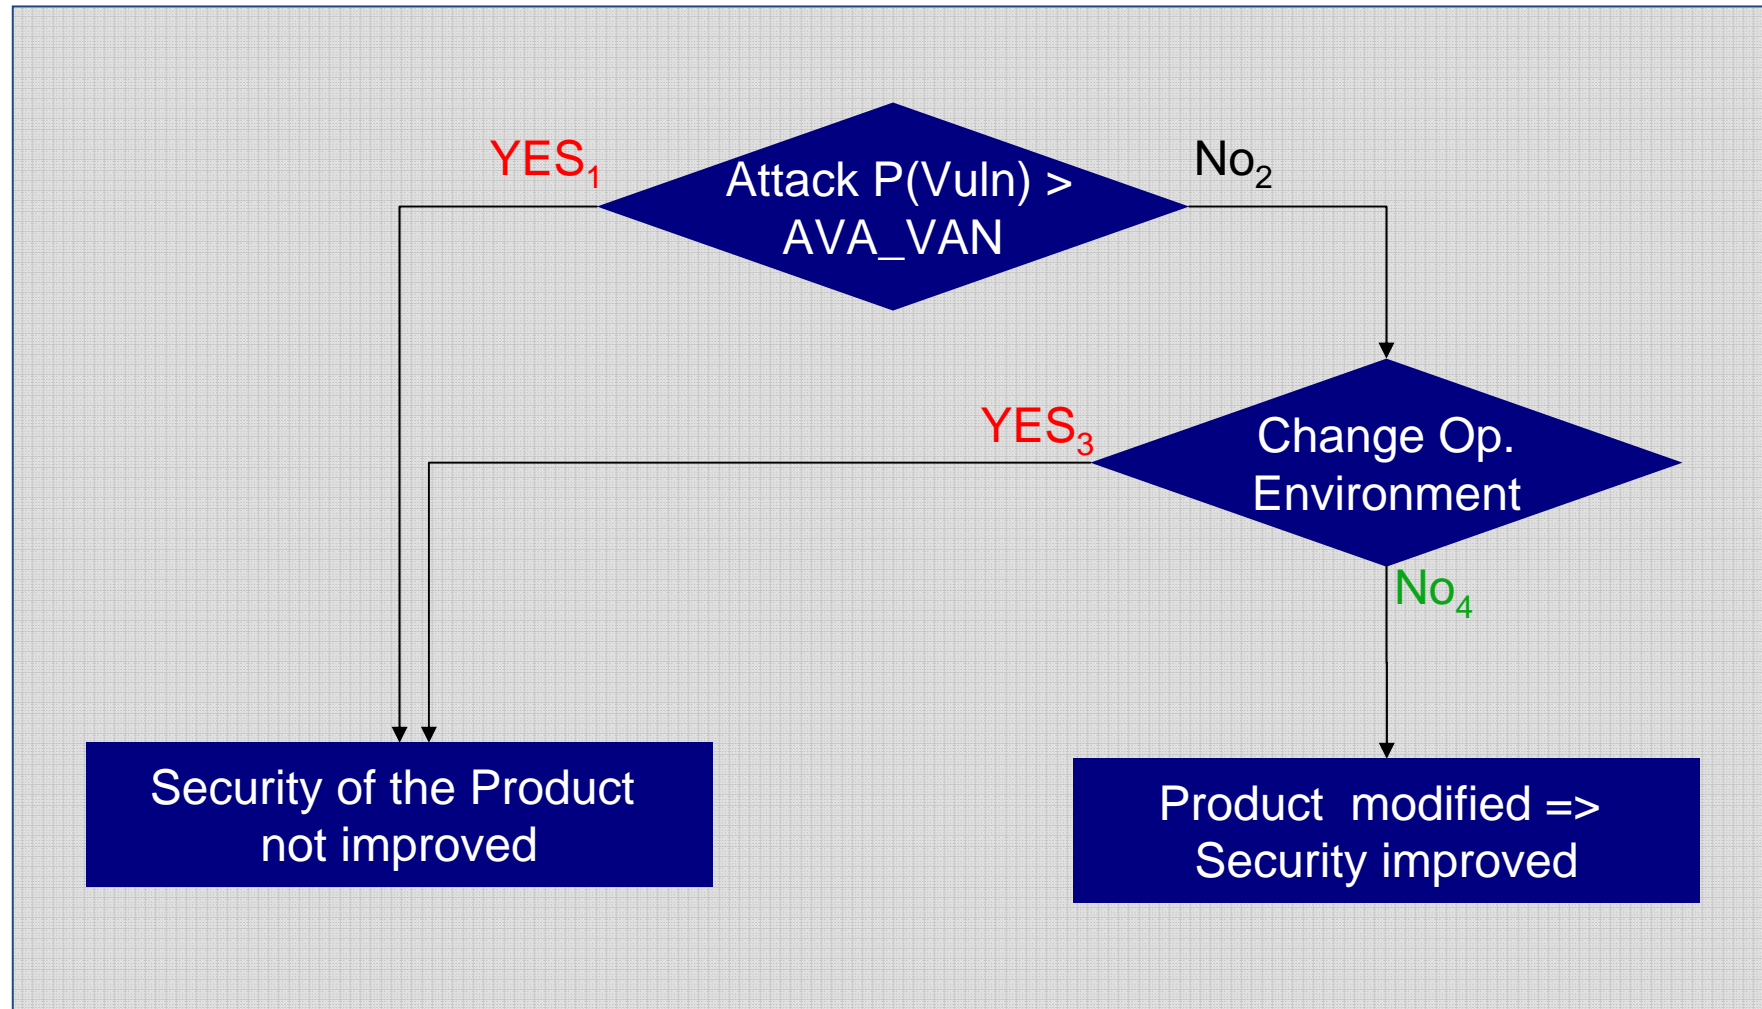 YES₁
Attack P(Vuln) >
AVA_VAN
No₂
YES₃
Change Op.
Environment
No₄
Security of the Product
not improved
Product modified =>
Security improved